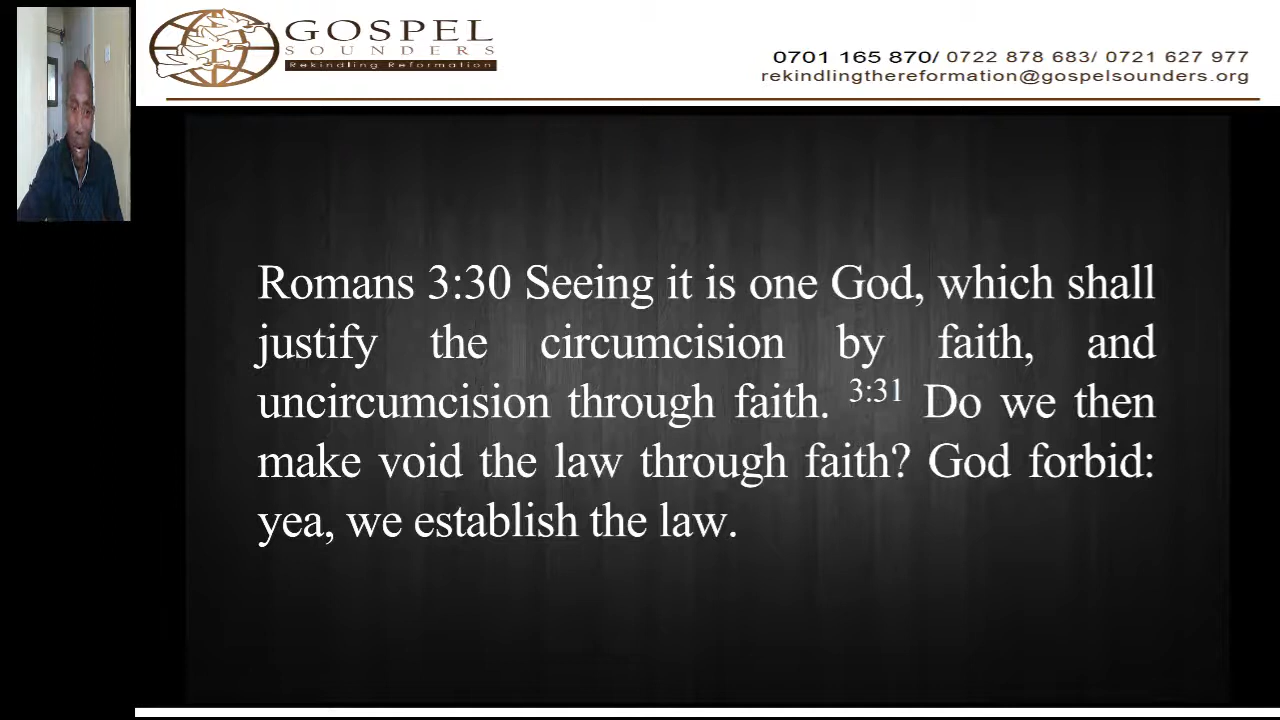 GOSPEL
SOUNDERS
Rekindling Reformation
0701 165 870/ 0722 878 683/ 0721 627 977
rekindlingthereformation@gospelsounders.org
Romans 3:30 Seeing it is one God, which shall
justify the circumcision by faith, and
uncircumcision through faith. 3:31 Do we then
make void the law through faith? God forbid:
yea, we establish the law.